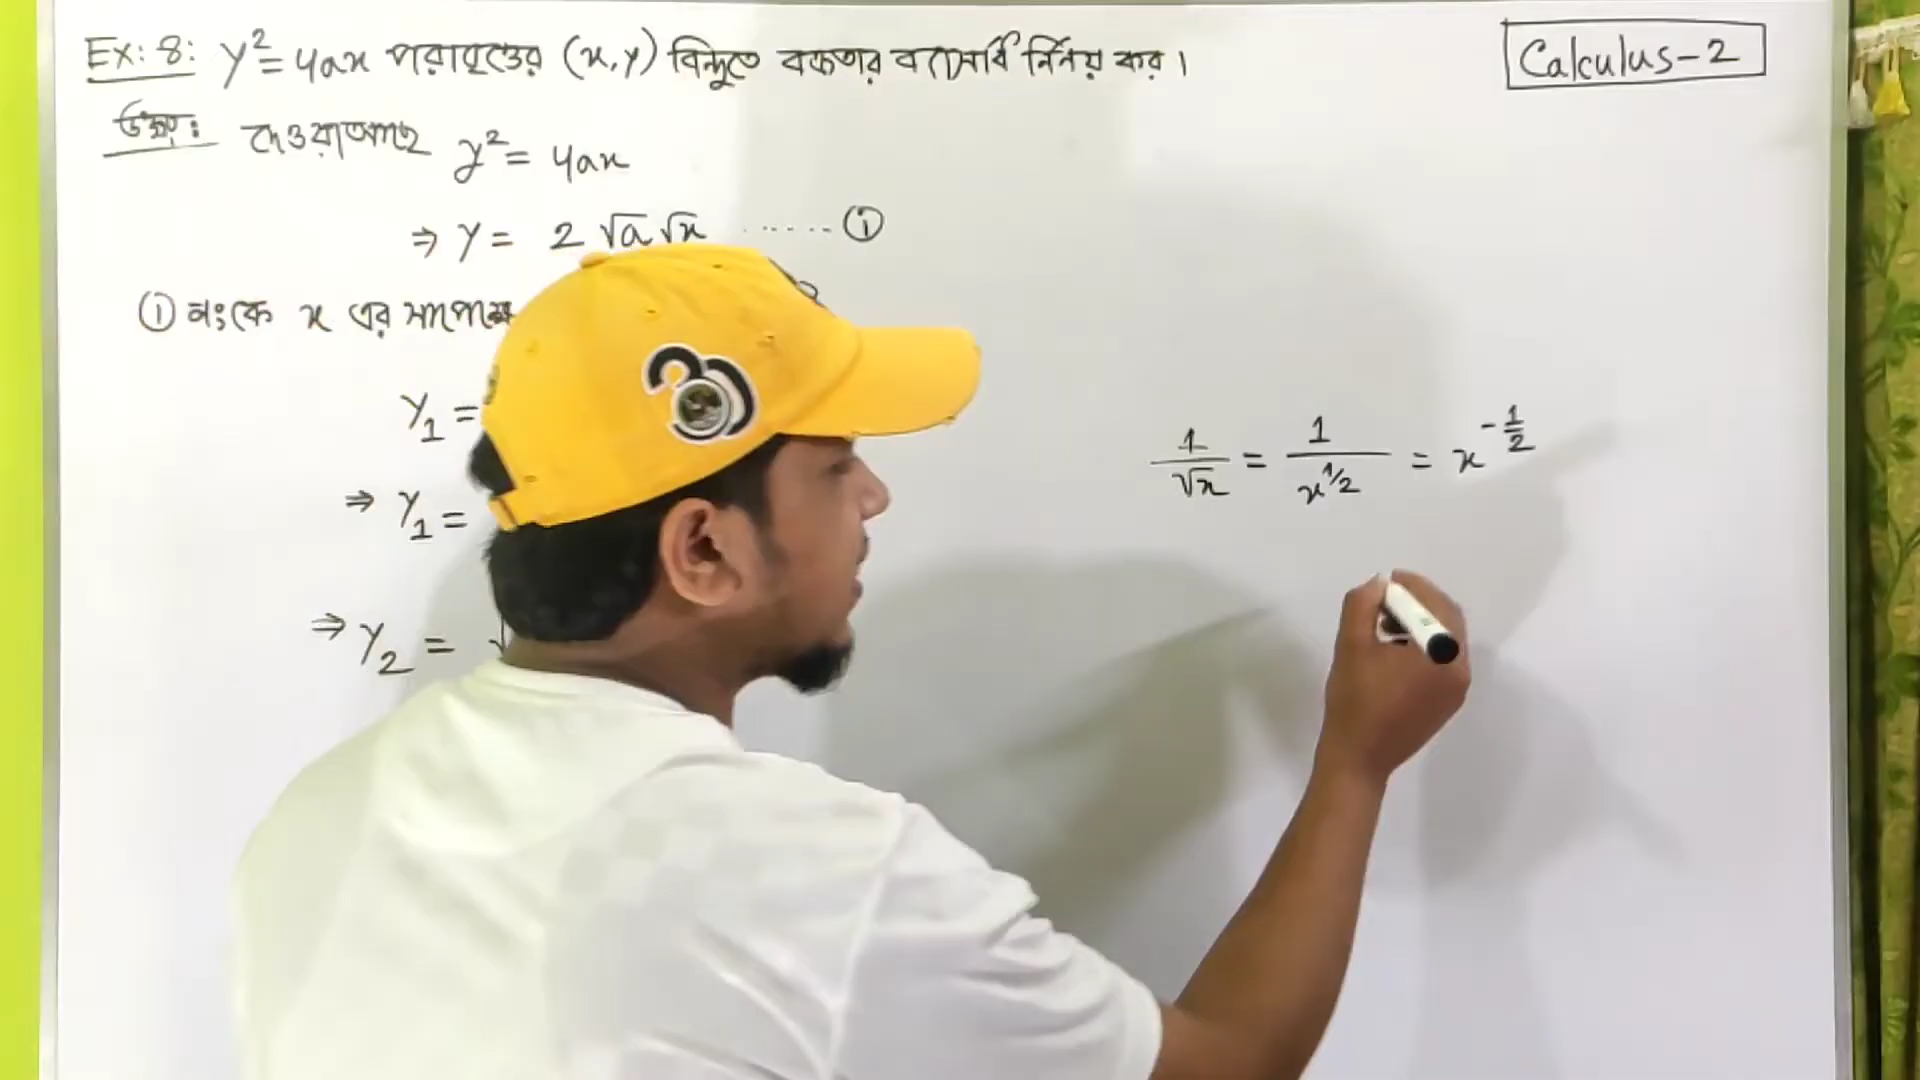 Ex: 8: y² = 4ax পরাবৃত্তের (x, y) বিন্দুতে বক্রতার ব্যাসার্ধ নির্নয় কর।
Calculus-2
উত্তর: দেওয়াআছে y² = 4ax
⇒ y = 2 √a √x ...... ①
① নংকে x এর সাপেক্ষে
y₁ =
⇒ y₁ =
⇒ y₂ = √
1/√x = 1/x^1/2 = x^-1/2